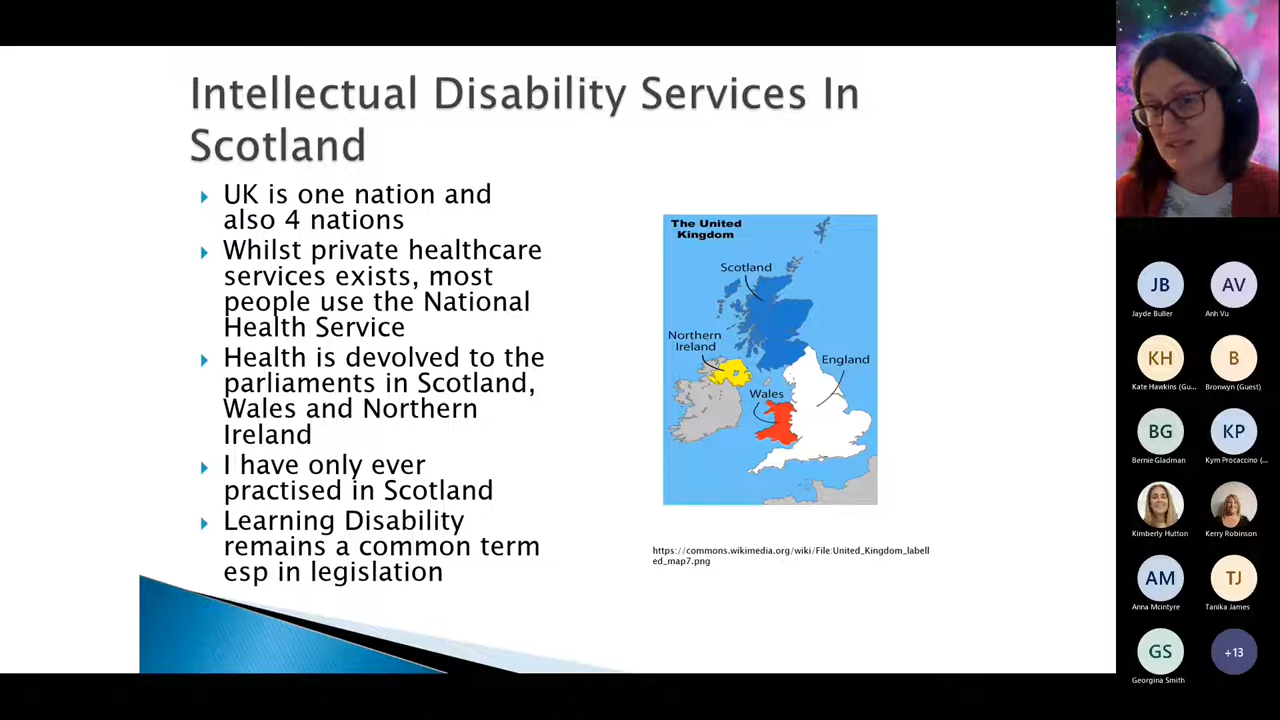 Intellectual Disability Services In
Scotland
UK is one nation and
also 4 nations
Whilst private healthcare
services exists, most
people use the National
Health Service
Health is devolved to the
parliaments in Scotland,
Wales and Northern
Ireland
I have only ever
practised in Scotland
Learning Disability
remains a common term
esp in legislation
The United
Kingdom
Scotland
Northern
Ireland
England
Wales
https://commons.wikimedia.org/wiki/File:United_Kingdom_labell
ed_map7.png
JB
AV
Jayde Buller
Anh Vu
KH
B
Kate Hawkins (Gu...
Bronwyn (Guest)
BG
KP
Bernie Gladman
Kym Procaccino (...
Kimberly Hutton
Kerry Robinson
AM
TJ
Anna Mcintyre
Tanika James
GS
+13
Georgina Smith